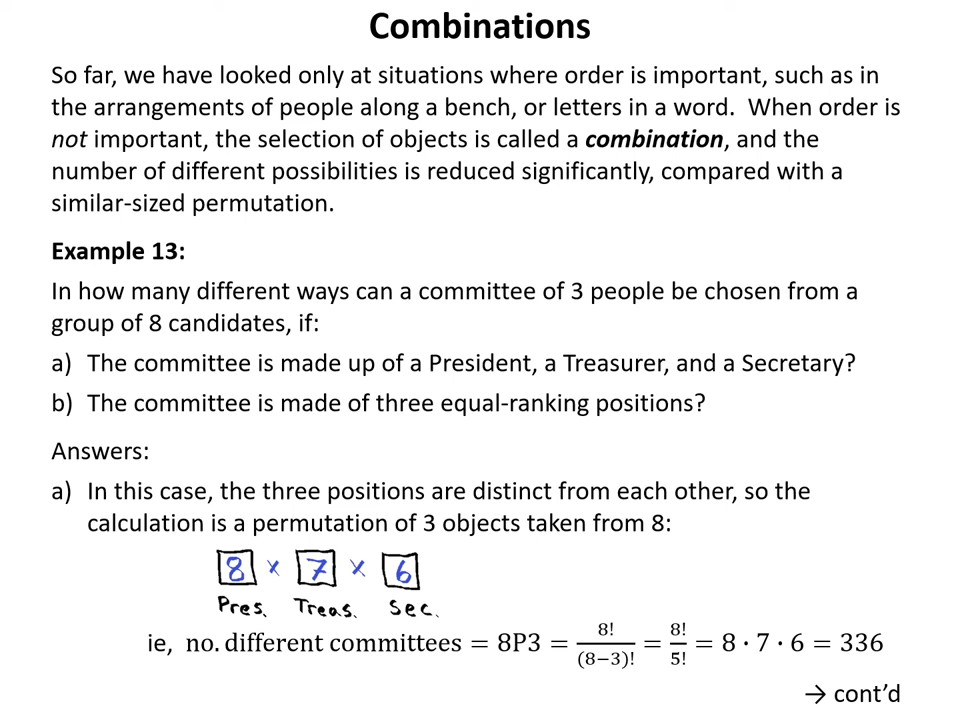 Combinations
So far, we have looked only at situations where order is important, such as in
the arrangements of people along a bench, or letters in a word. When order is
not important, the selection of objects is called a combination, and the
number of different possibilities is reduced significantly, compared with a
similar-sized permutation.
Example 13:
In how many different ways can a committee of 3 people be chosen from a
group of 8 candidates, if:
a) The committee is made up of a President, a Treasurer, and a Secretary?
b) The committee is made of three equal-ranking positions?
Answers:
a) In this case, the three positions are distinct from each other, so the
calculation is a permutation of 3 objects taken from 8:
8 × 7 × 6
Pres. Treas. Sec.
ie, no. different committees = 8P3 = 8!/(8−3)! = 8!/5! = 8 · 7 · 6 = 336
→ cont’d